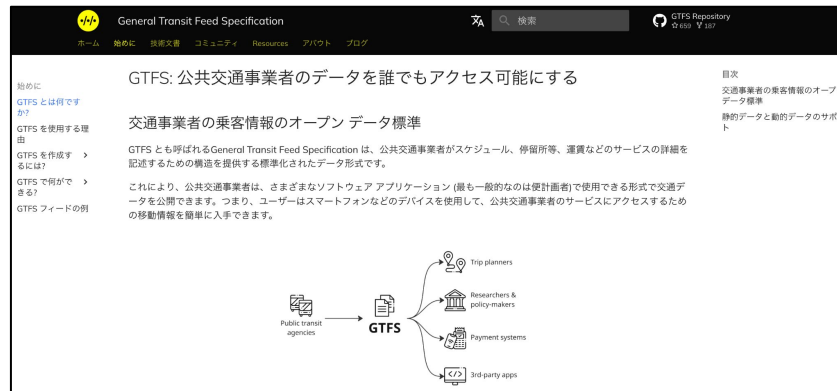 General Transit Feed Specification
検索
GTFS Repository
659 187
ホーム 始めに 技術文書 コミュニティ Resources アバウト ブログ
始めに
GTFS とは何です
か?
GTFS を使用する理
由
GTFS を作成す
るには?
GTFS で何がで
きる?
GTFS フィードの例
GTFS: 公共交通事業者のデータを誰でもアクセス可能にする
交通事業者の乗客情報のオープン データ標準
GTFS とも呼ばれるGeneral Transit Feed Specification は、公共交通事業者がスケジュール、停留所等、運賃などのサービスの詳細を
記述するための構造を提供する標準化されたデータ形式です。
これにより、公共交通事業者は、さまざまなソフトウェア アプリケーション (最も一般的なのは便計画者)で使用できる形式で交通デ
ータを公開できます。つまり、ユーザーはスマートフォンなどのデバイスを使用して、公共交通事業者のサービスにアクセスするため
の移動情報を簡単に入手できます。
Public transit
agencies
GTFS
Trip planners
Researchers &
policy-makers
Payment systems
3rd-party apps
目次
交通事業者の乗客情報のオープ
データ標準
静的データと動的データのサポ
ト